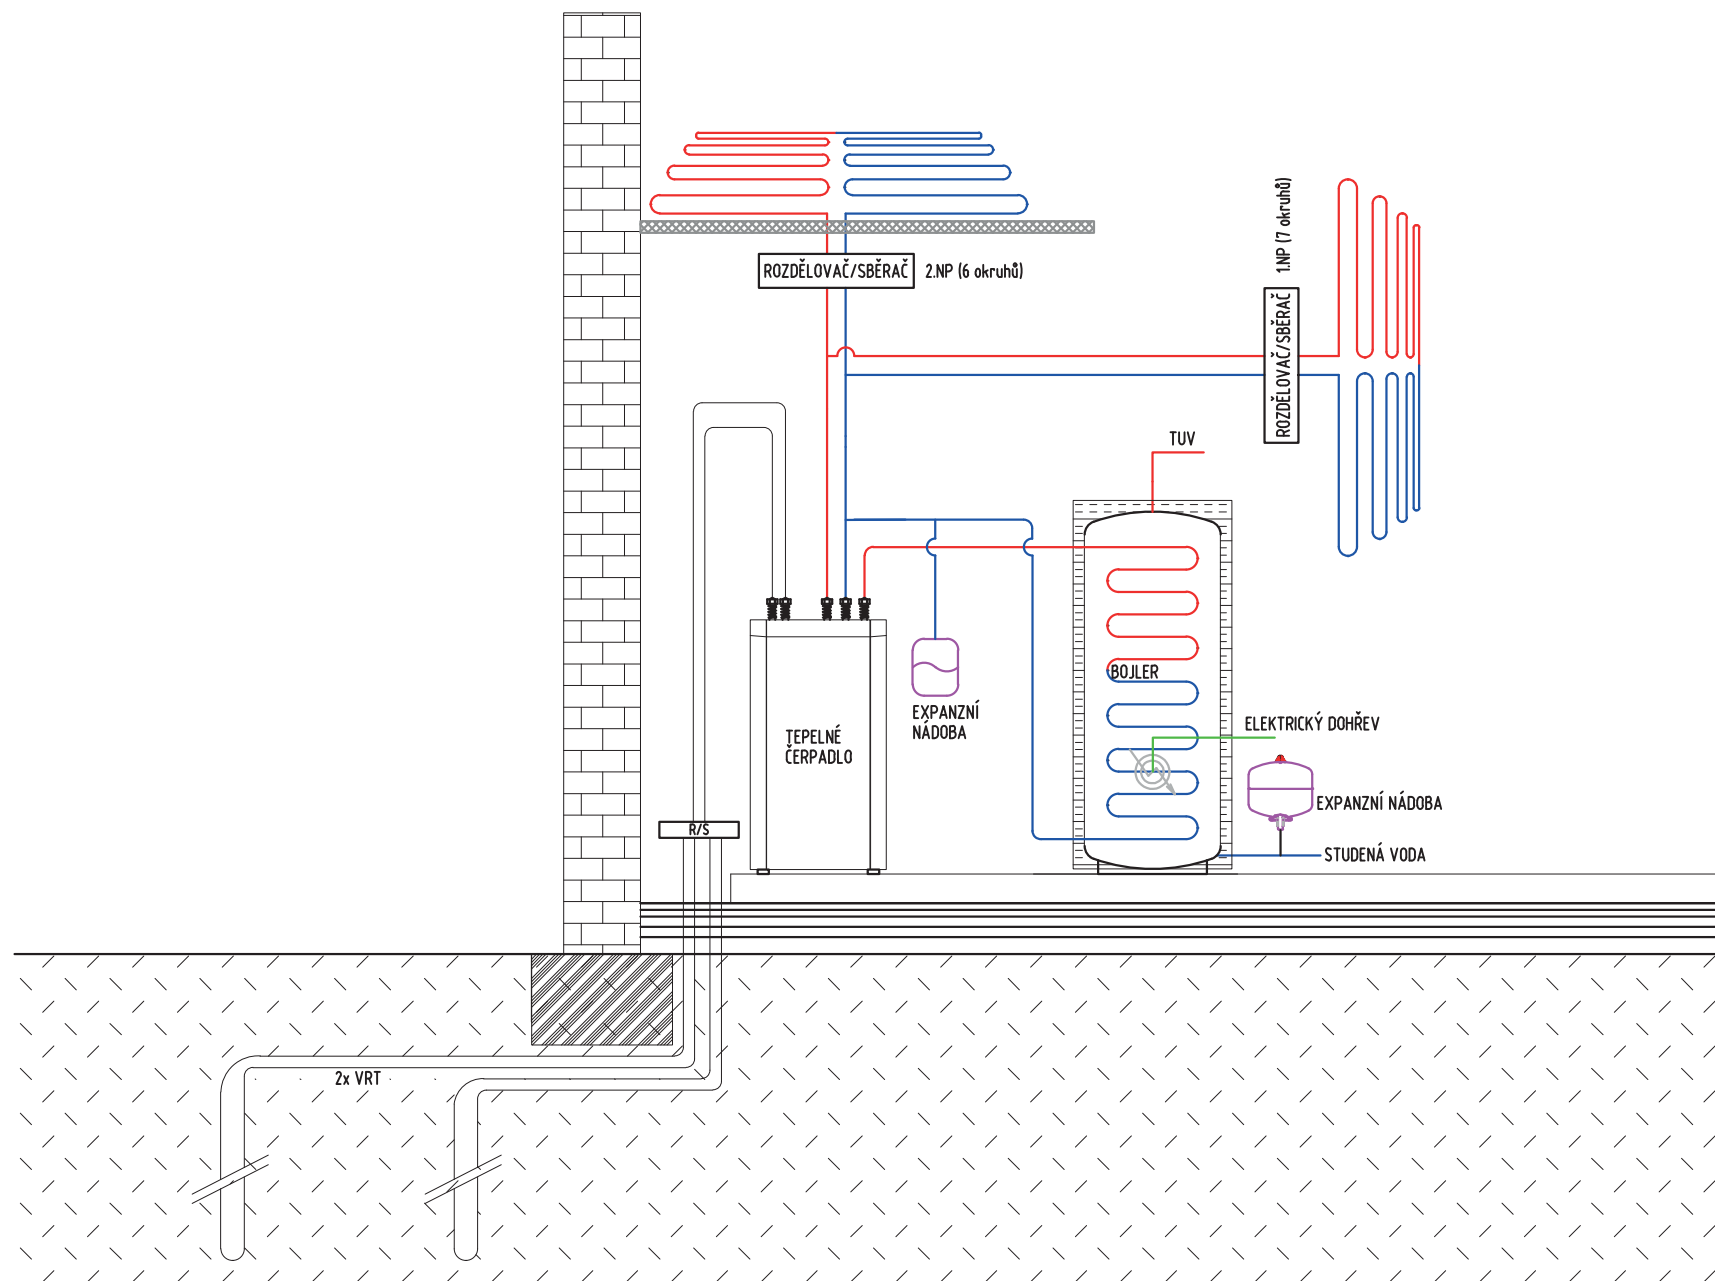 ROZDĚLOVAČ/SBĚRAČ
2.NP (6 okruhů)
1.NP (7 okruhů)
ROZDĚLOVAČ/SBĚRAČ
TUV
BOJLER
EXPANZNÍ
NÁDOBA
ELEKTRICKÝ DOHŘEV
TEPELNÉ
ČERPADLO
EXPANZNÍ NÁDOBA
R/S
STUDENÁ VODA
2x VRT